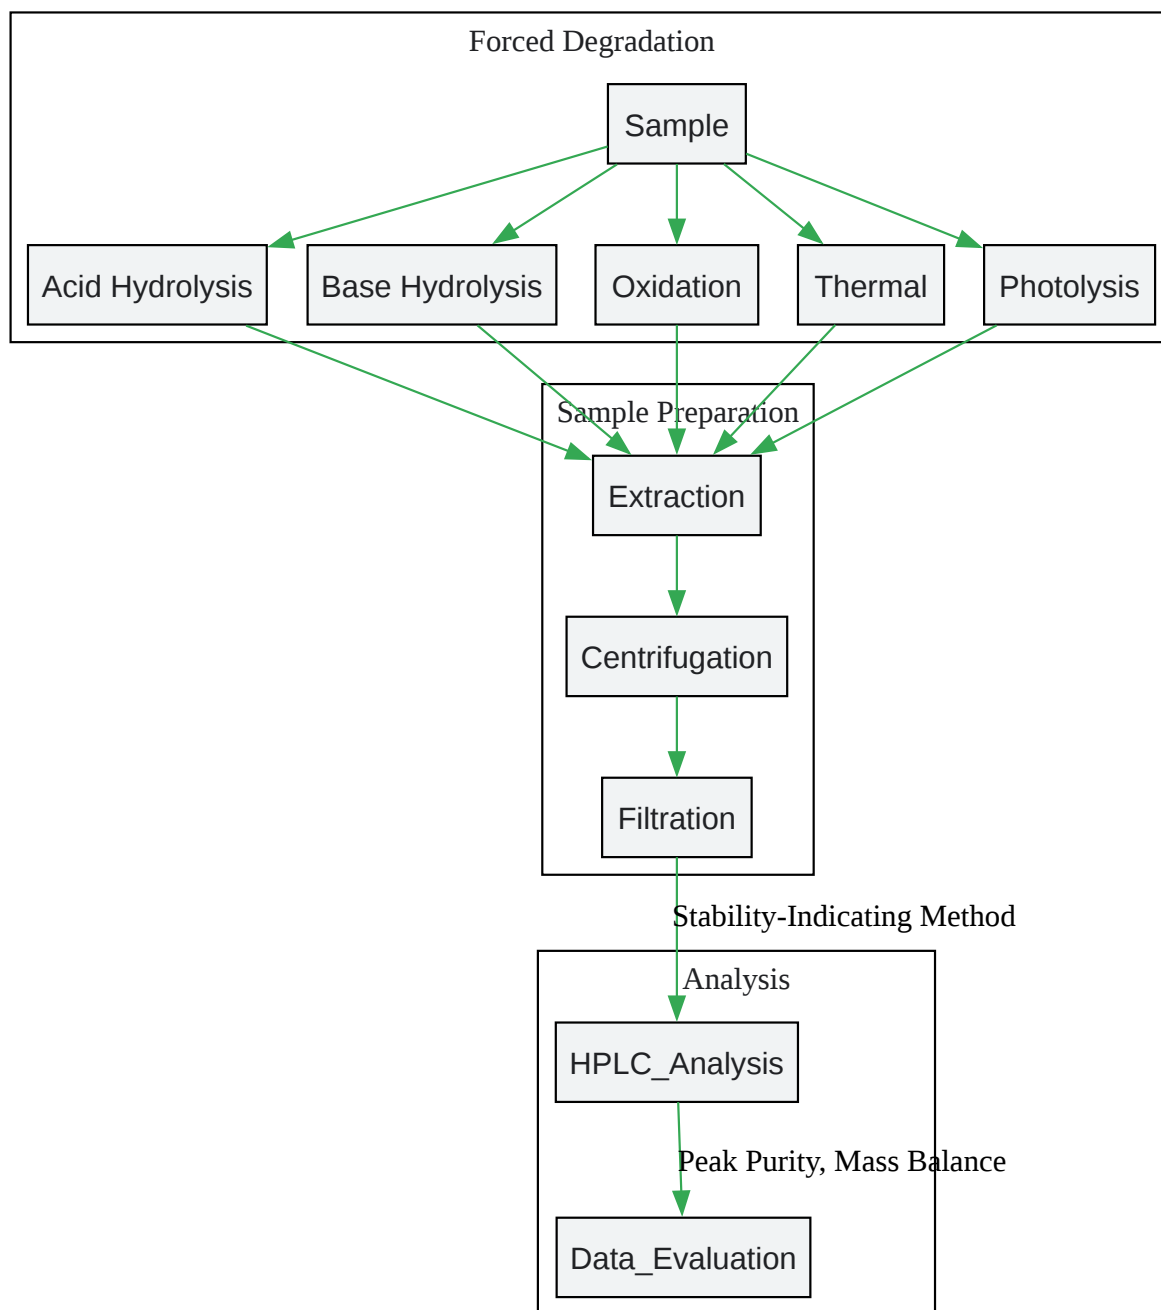 Forced Degradation
Sample
Acid Hydrolysis
Base Hydrolysis
Oxidation
Thermal
Photolysis
Sample Preparation
Extraction
Centrifugation
Filtration
Stability-Indicating Method
Analysis
HPLC_Analysis
Peak Purity, Mass Balance
Data_Evaluation